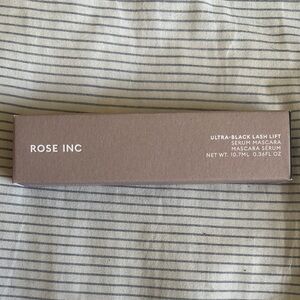 ROSE INC
ULTRA-BLACK LASH LIFT
SERUM MASCARA
MASCARA SÉRUM
NET WT. 10.7ML 0.36FL'OZ